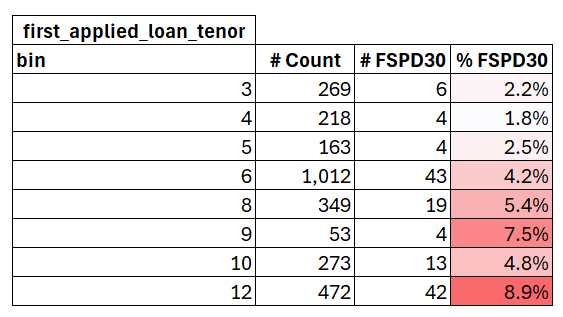 first_applied_loan_tenor
bin # Count # FSPD30 % FSPD30
3 269 6 2.2%
4 218 4 1.8%
5 163 4 2.5%
6 1,012 43 4.2%
8 349 19 5.4%
9 53 4 7.5%
10 273 13 4.8%
12 472 42 8.9%